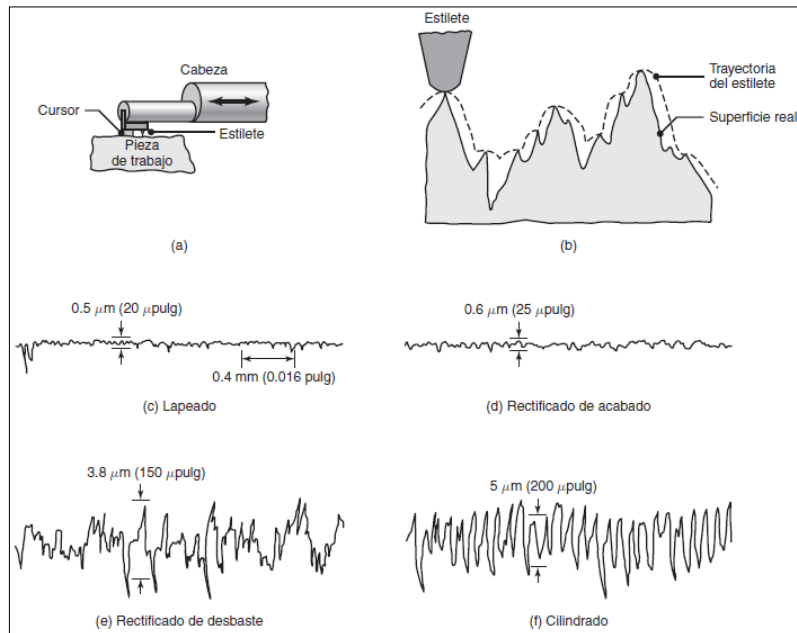 Estilete
Cabeza
Cursor
Estilete
Pieza
de trabajo
Trayectoria
del estilete
Superficie real
(a)
(b)
0.5 μm (20 μpulg)
0.4 mm (0.016 pulg)
(c) Lapeado
0.6 μm (25 μpulg)
(d) Rectificado de acabado
3.8 μm (150 μpulg)
(e) Rectificado de desbaste
5 μm (200 μpulg)
(f) Cilindrado